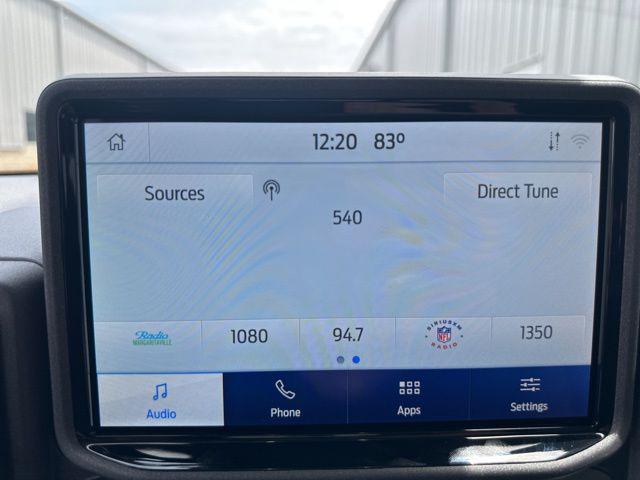 12:20 83º
Sources
Direct Tune
540
Radio
MARGARITAVILLE
1080
94.7
SIRIUSXM
NFL
RADIO
1350
Audio
Phone
Apps
Settings